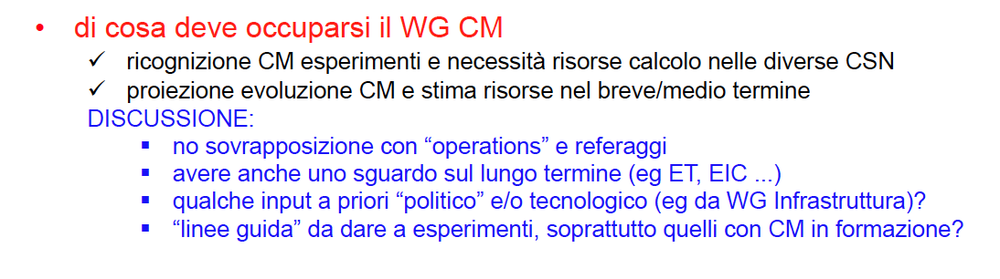 • di cosa deve occuparsi il WG CM
✓ ricognizione CM esperimenti e necessità risorse calcolo nelle diverse CSN
✓ proiezione evoluzione CM e stima risorse nel breve/medio termine
DISCUSSIONE:
▪ no sovrapposizione con “operations” e referaggi
▪ avere anche uno sguardo sul lungo termine (eg ET, EIC ...)
▪ qualche input a priori “politico” e/o tecnologico (eg da WG Infrastruttura)?
▪ “linee guida” da dare a esperimenti, soprattutto quelli con CM in formazione?